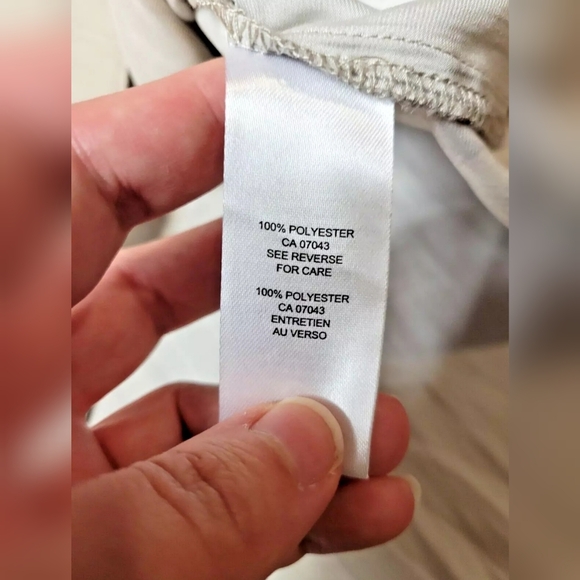 100% POLYESTER
CA 07043
SEE REVERSE
FOR CARE
100% POLYESTER
CA 07043
ENTRETIEN
AU VERSO